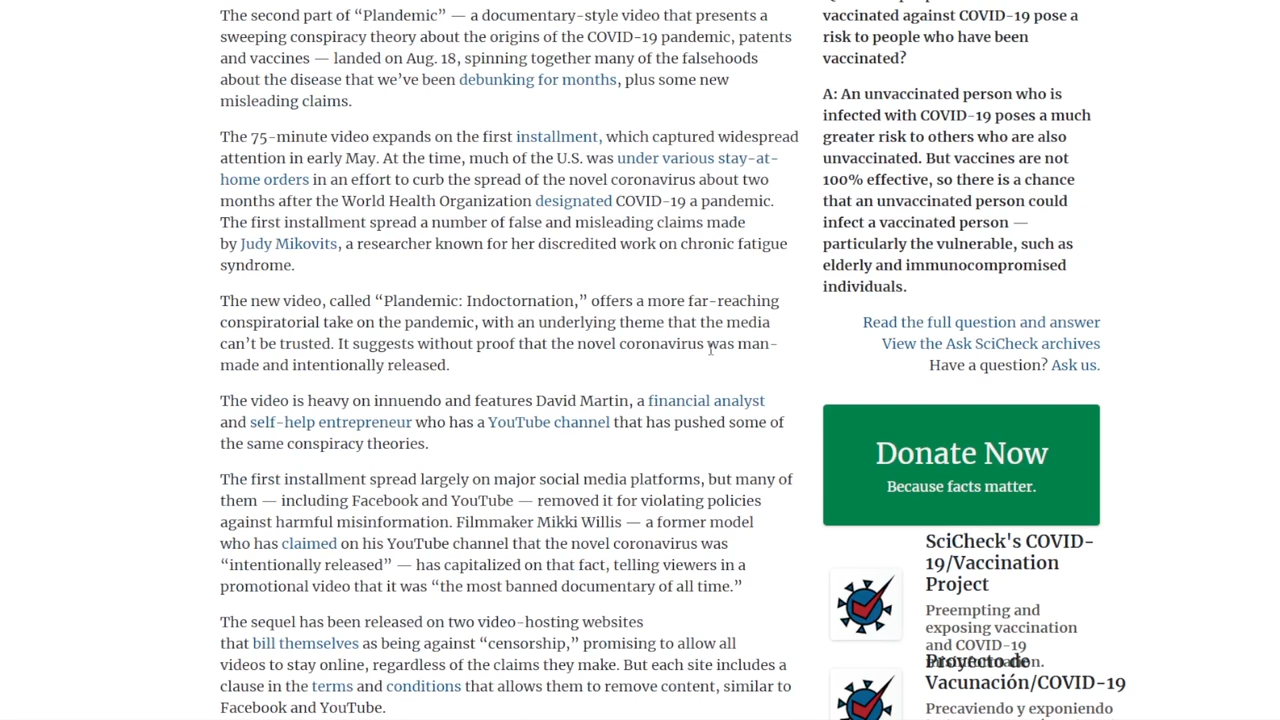 The second part of “Plandemic” — a documentary-style video that presents a
sweeping conspiracy theory about the origins of the COVID-19 pandemic, patents
and vaccines — landed on Aug. 18, spinning together many of the falsehoods
about the disease that we’ve been debunking for months, plus some new
misleading claims.
The 75-minute video expands on the first installment, which captured widespread
attention in early May. At the time, much of the U.S. was under various stay-at-
home orders in an effort to curb the spread of the novel coronavirus about two
months after the World Health Organization designated COVID-19 a pandemic.
The first installment spread a number of false and misleading claims made
by Judy Mikovits, a researcher known for her discredited work on chronic fatigue
syndrome.
The new video, called “Plandemic: Indoctornation,” offers a more far-reaching
conspiratorial take on the pandemic, with an underlying theme that the media
can’t be trusted. It suggests without proof that the novel coronavirus was man-
made and intentionally released.
The video is heavy on innuendo and features David Martin, a financial analyst
and self-help entrepreneur who has a YouTube channel that has pushed some of
the same conspiracy theories.
The first installment spread largely on major social media platforms, but many of
them — including Facebook and YouTube — removed it for violating policies
against harmful misinformation. Filmmaker Mikki Willis — a former model
who has claimed on his YouTube channel that the novel coronavirus was
“intentionally released” — has capitalized on that fact, telling viewers in a
promotional video that it was “the most banned documentary of all time.”
The sequel has been released on two video-hosting websites
that bill themselves as being against “censorship,” promising to allow all
videos to stay online, regardless of the claims they make. But each site includes a
clause in the terms and conditions that allows them to remove content, similar to
Facebook and YouTube.
vaccinated against COVID-19 pose a
risk to people who have been
vaccinated?
A: An unvaccinated person who is
infected with COVID-19 poses a much
greater risk to others who are also
unvaccinated. But vaccines are not
100% effective, so there is a chance
that an unvaccinated person could
infect a vaccinated person —
particularly the vulnerable, such as
elderly and immunocompromised
individuals.
Read the full question and answer
View the Ask SciCheck archives
Have a question? Ask us.
Donate Now
Because facts matter.
SciCheck's COVID-
19/Vaccination
Project
Preempting and
exposing vaccination
and COVID-19
misinformation.
Proyecto de
Vacunación/COVID-19
Precaviendo y exponiendo